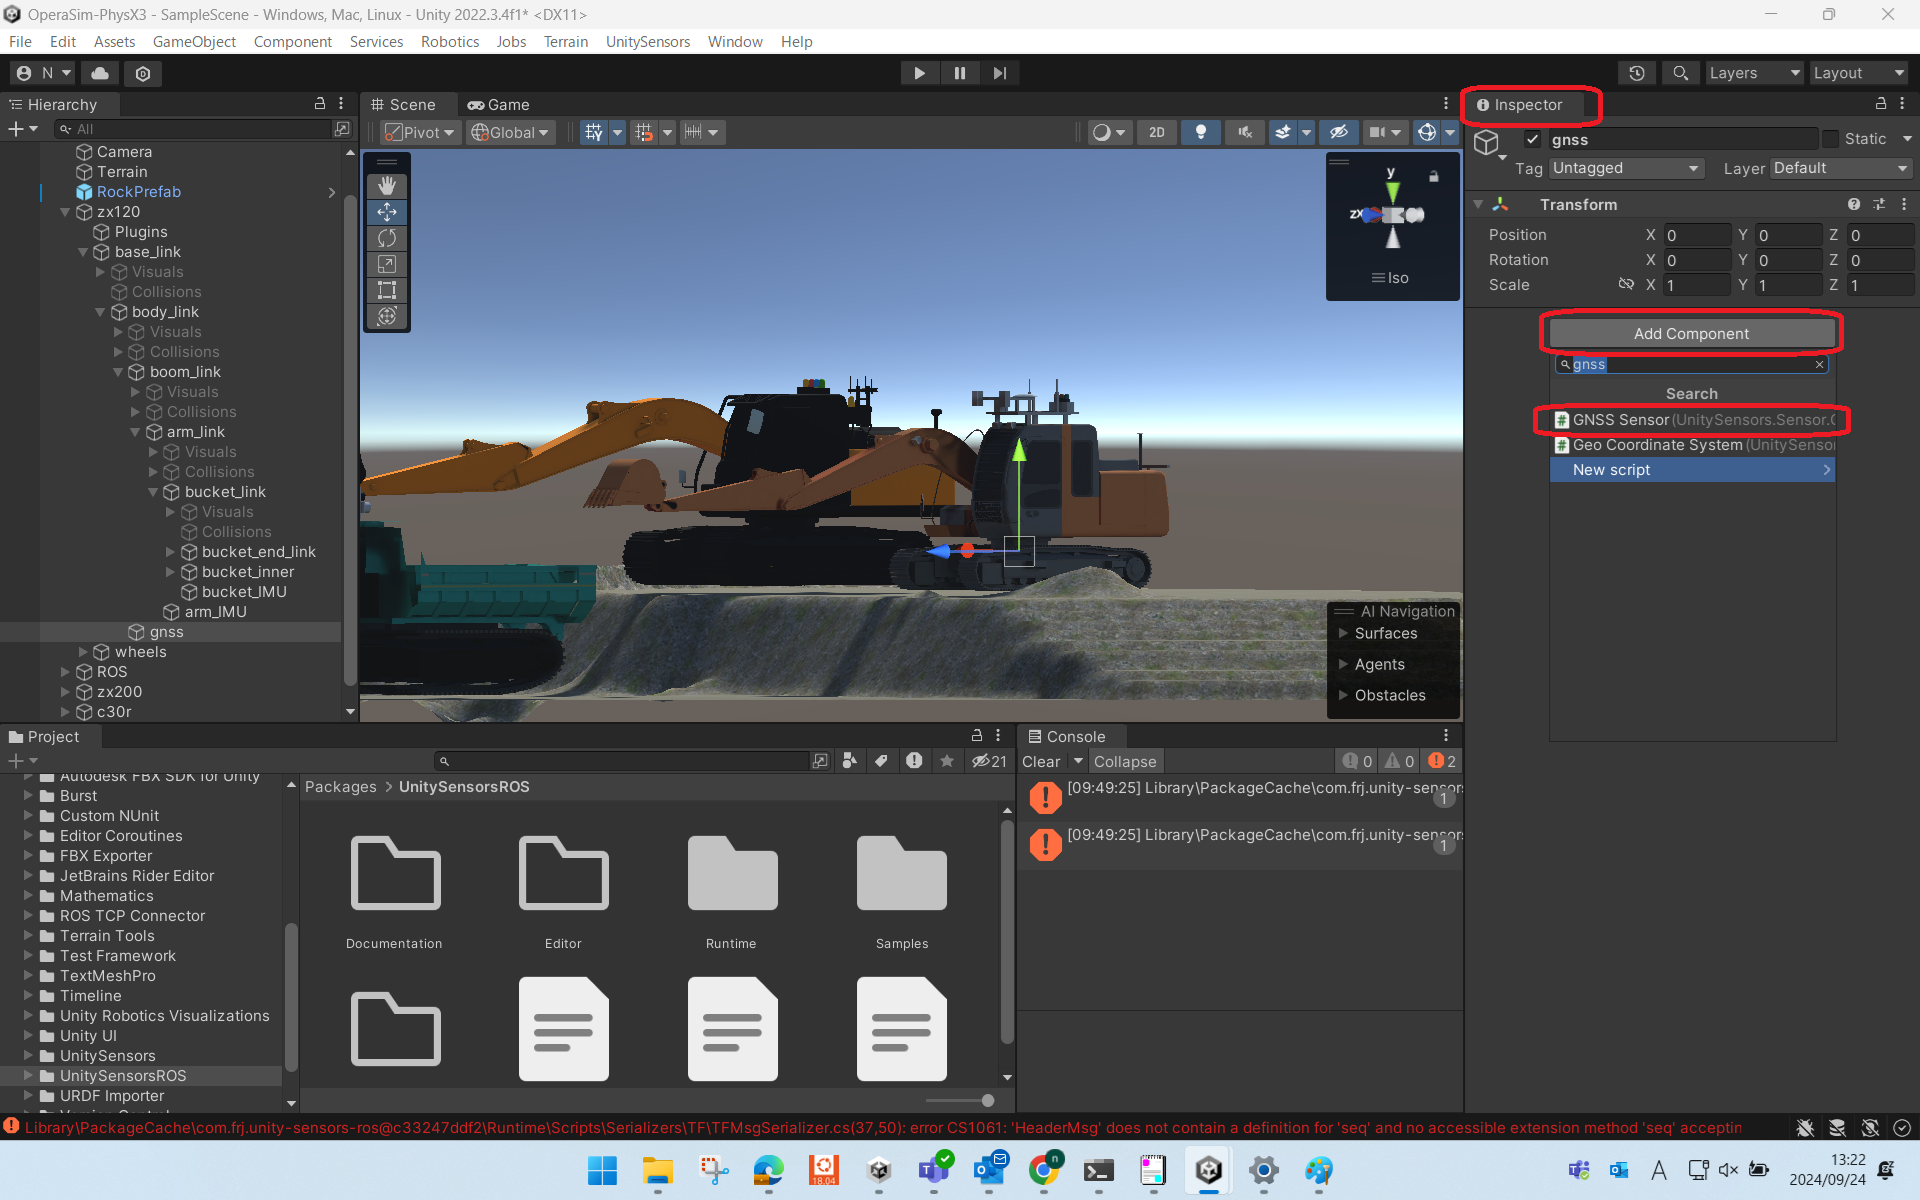 OperaSim-PhysX3 - SampleScene - Windows, Mac, Linux - Unity 2022.3.4f1* <DX11>
File Edit Assets GameObject Component Services Robotics Jobs Terrain UnitySensors Window Help
N
Layers Layout
Hierarchy
All
Camera
Terrain
RockPrefab
zx120
Plugins
base_link
Visuals
Collisions
body_link
Visuals
Collisions
boom_link
Visuals
Collisions
arm_link
Visuals
Collisions
bucket_link
Visuals
Collisions
bucket_end_link
bucket_inner
bucket_IMU
arm_IMU
gnss
wheels
ROS
zx200
c30r
Scene Game
Pivot Global 2D
y
zx
Iso
AI Navigation
Surfaces
Agents
Obstacles
Inspector
gnss Static
Tag Untagged Layer Default
Transform
Position X 0 Y 0 Z 0
Rotation X 0 Y 0 Z 0
Scale X 1 Y 1 Z 1
Add Component
gnss
Search
GNSS Sensor (UnitySensors.Sensor.
Geo Coordinate System (UnitySensor
New script
Project
21
Autodesk FBX SDK for Unity
Burst
Custom NUnit
Editor Coroutines
FBX Exporter
JetBrains Rider Editor
Mathematics
ROS TCP Connector
Terrain Tools
Test Framework
TextMeshPro
Timeline
Unity Robotics Visualizations
Unity UI
UnitySensors
UnitySensorsROS
URDF Importer
Packages > UnitySensorsROS
Documentation Editor Runtime Samples
Console
Clear Collapse 0 0 2
[09:49:25] Library\PackageCache\com.frj.unity-sensors
1
[09:49:25] Library\PackageCache\com.frj.unity-sensors
1
Library\PackageCache\com.frj.unity-sensors-ros@c33247ddf2\Runtime\Scripts\Serializers\TF\TFMsgSerializer.cs(37,50): error CS1061: 'HeaderMsg' does not contain a definition for 'seq' and no accessible extension method 'seq' acceptin
18.04
n
A
13:22
2024/09/24